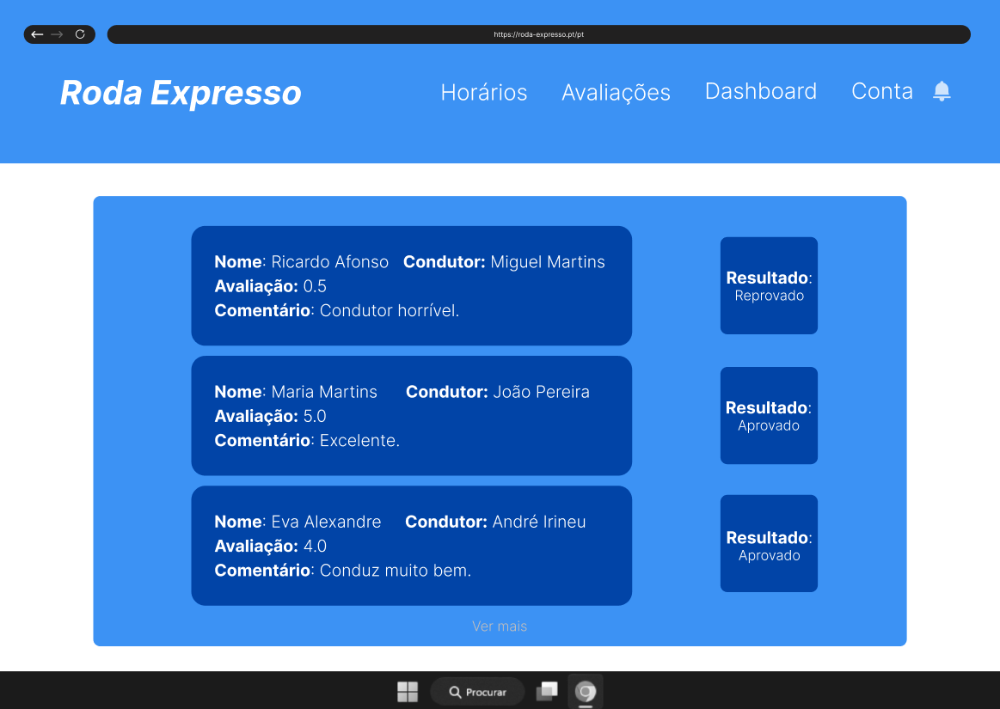 https://roda-expresso.pt/pt
Roda Expresso
Horários Avaliações Dashboard Conta
Nome: Ricardo Afonso Condutor: Miguel Martins
Avaliação: 0.5
Comentário: Condutor horrível.
Resultado:
Reprovado
Nome: Maria Martins Condutor: João Pereira
Avaliação: 5.0
Comentário: Excelente.
Resultado:
Aprovado
Nome: Eva Alexandre Condutor: André Irineu
Avaliação: 4.0
Comentário: Conduz muito bem.
Resultado:
Aprovado
Ver mais
Procurar